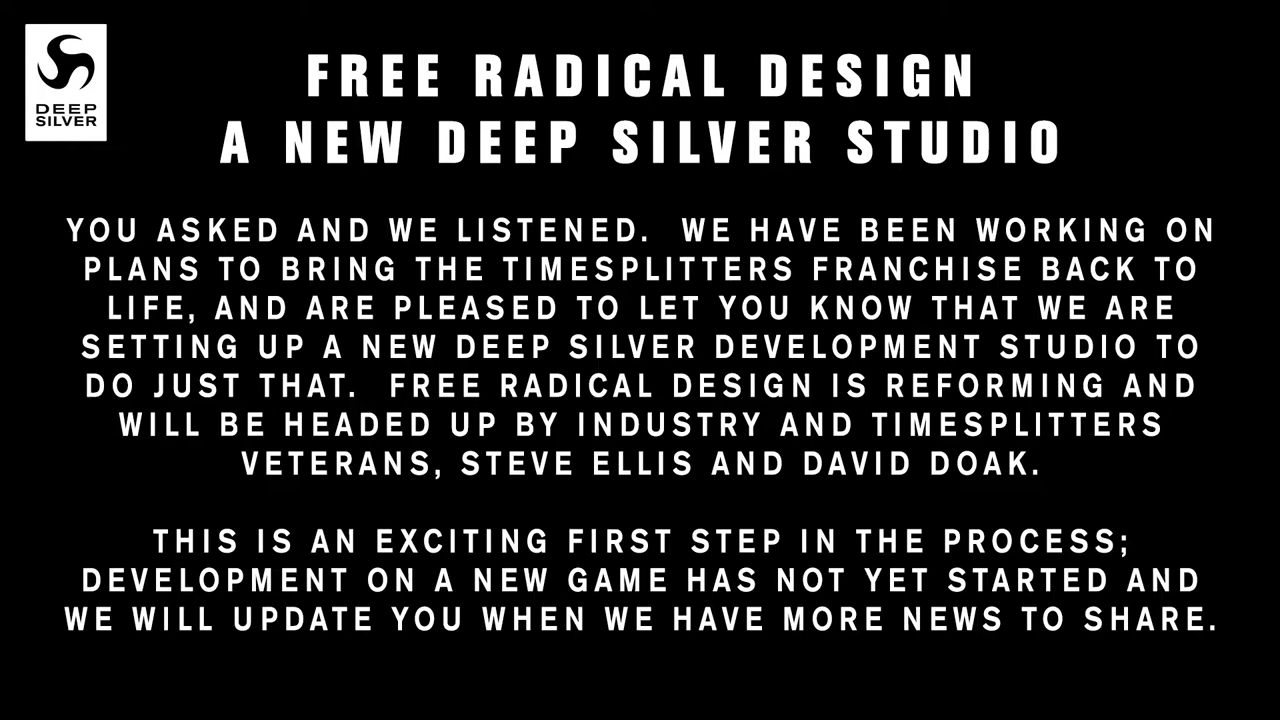 DEEP
SILVER
FREE RADICAL DESIGN
A NEW DEEP SILVER STUDIO
YOU ASKED AND WE LISTENED.  WE HAVE BEEN WORKING ON
PLANS TO BRING THE TIMESPLITTERS FRANCHISE BACK TO
LIFE, AND ARE PLEASED TO LET YOU KNOW THAT WE ARE
SETTING UP A NEW DEEP SILVER DEVELOPMENT STUDIO TO
DO JUST THAT.  FREE RADICAL DESIGN IS REFORMING AND
WILL BE HEADED UP BY INDUSTRY AND TIMESPLITTERS
VETERANS, STEVE ELLIS AND DAVID DOAK.
THIS IS AN EXCITING FIRST STEP IN THE PROCESS;
DEVELOPMENT ON A NEW GAME HAS NOT YET STARTED AND
WE WILL UPDATE YOU WHEN WE HAVE MORE NEWS TO SHARE.